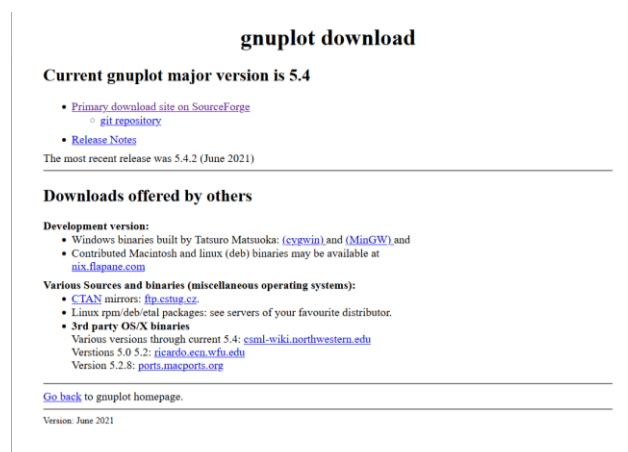 gnuplot download
Current gnuplot major version is 5.4
Primary download site on SourceForge
git repository
Release Notes
The most recent release was 5.4.2 (June 2021)
Downloads offered by others
Development version:
Windows binaries built by Tatsuro Matsuoka: (cygwin) and (MinGW) and
Contributed Macintosh and linux (deb) binaries may be available at
nix.flapane.com
Various Sources and binaries (miscellaneous operating systems):
CTAN mirrors: ftp.cstug.cz.
Linux rpm/deb/etal packages: see servers of your favourite distributor.
3rd party OS/X binaries
Various versions through current 5.4: csml-wiki.northwestern.edu
Verstions 5.0 5.2: ricardo.ecn.wfu.edu
Version 5.2.8: ports.macports.org
Go back to gnuplot homepage.
Version: June 2021